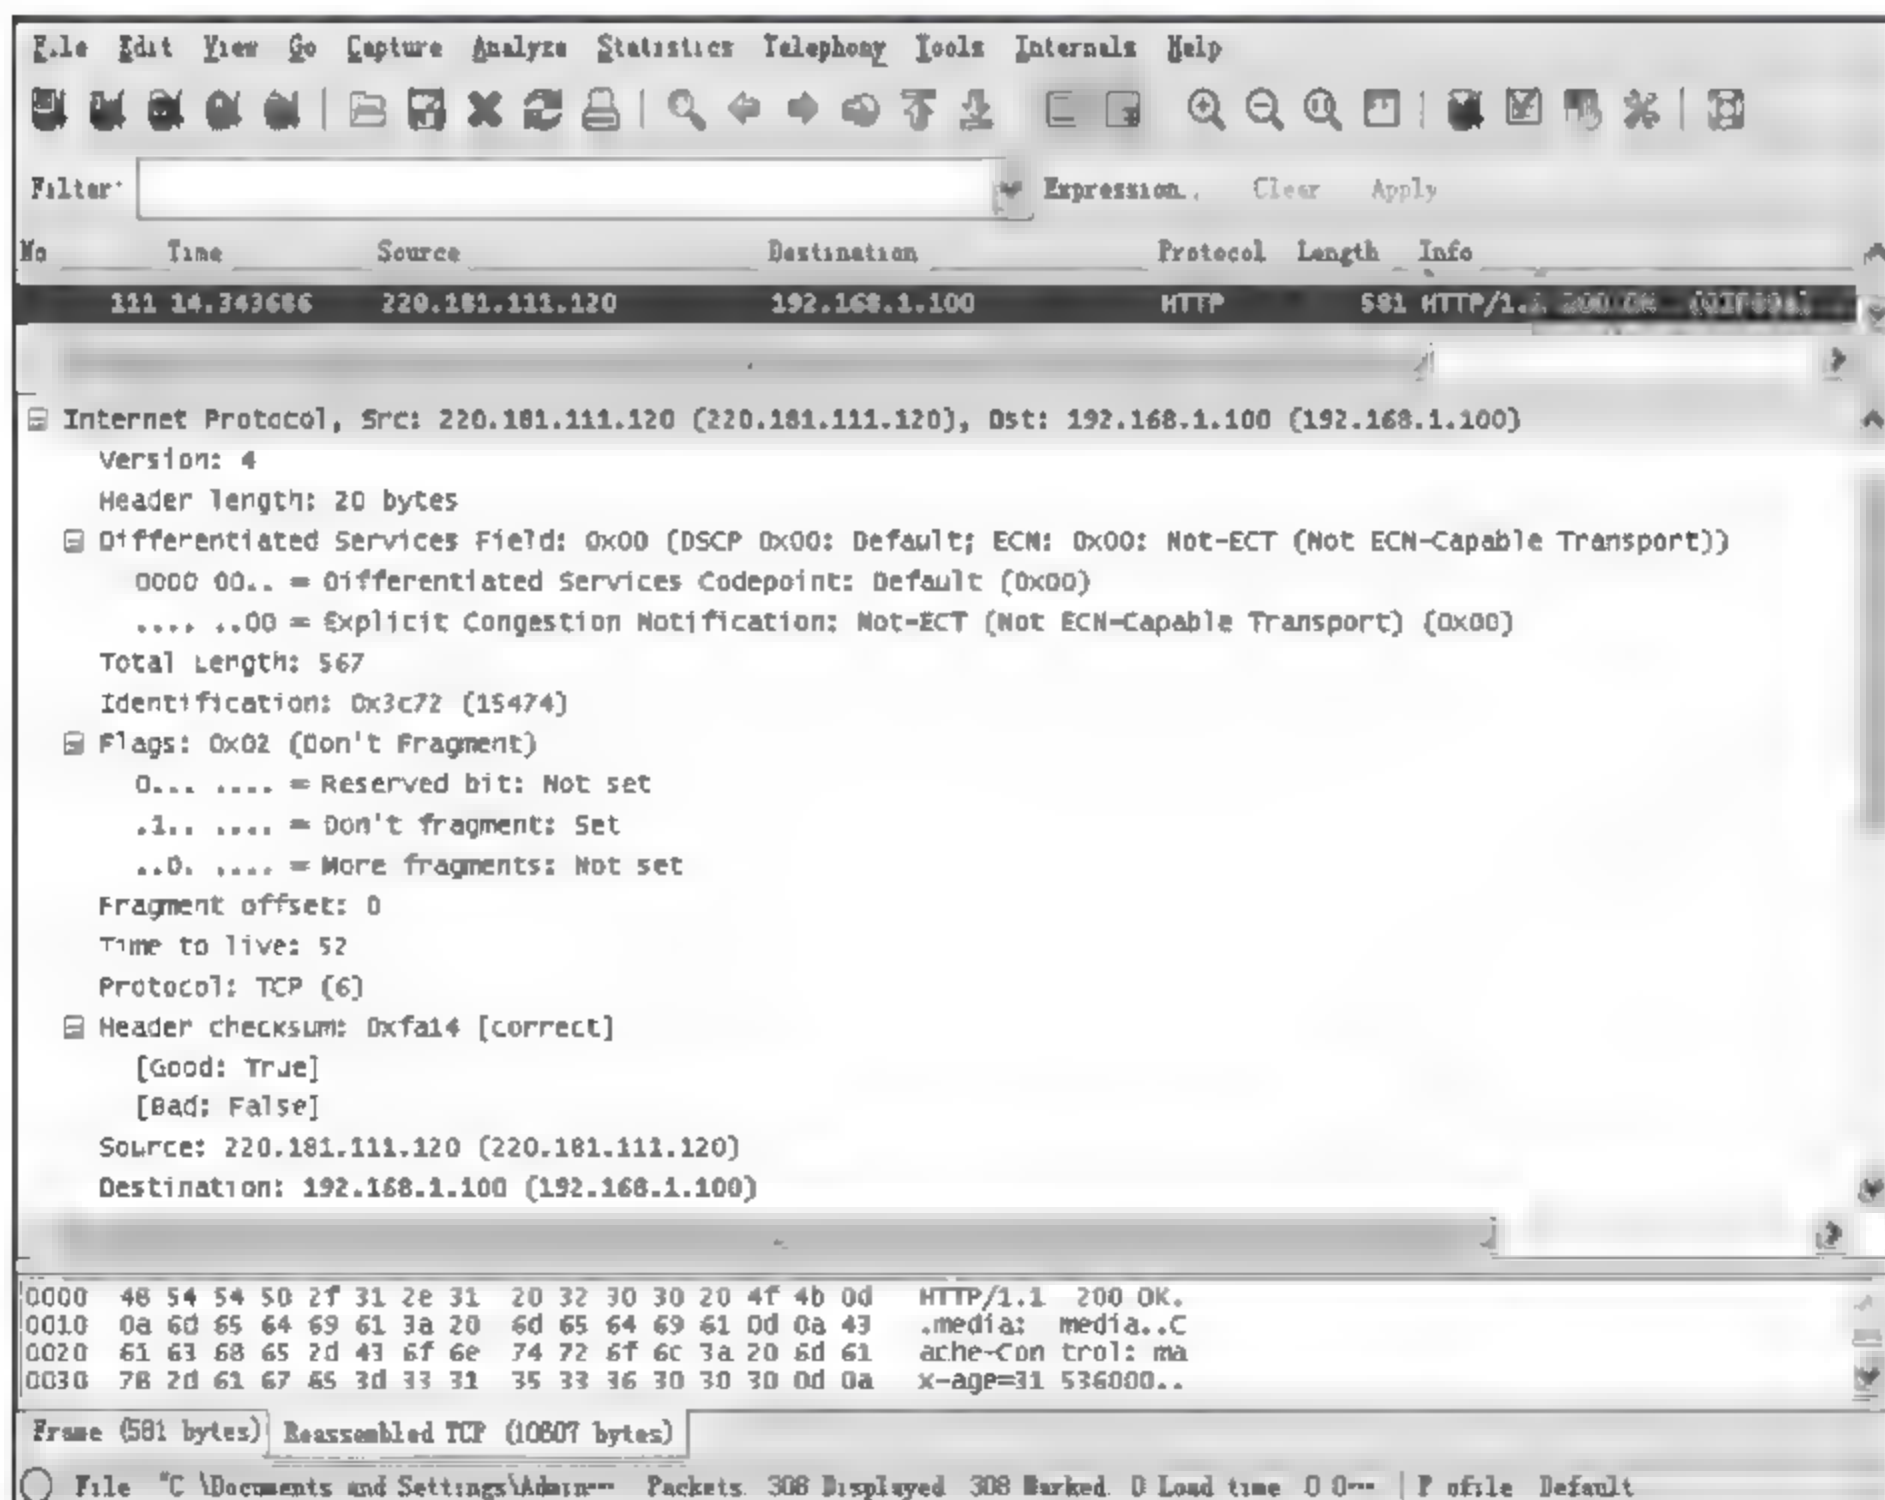 File Edit View Go Capture Analyze Statistics Telephony Tools Internals Help
Filter: Expression... Clear Apply
No Time Source Destination Protocol Length Info
111 14.343686 220.181.111.120 192.168.1.100 HTTP 581 HTTP/1.1 200 OK
Internet Protocol, Src: 220.181.111.120 (220.181.111.120), Dst: 192.168.1.100 (192.168.1.100)
Version: 4
Header length: 20 bytes
Differentiated Services Field: 0x00 (DSCP 0x00: Default; ECN: 0x00: Not-ECT (Not ECN-Capable Transport))
0000 00.. = Differentiated Services Codepoint: Default (0x00)
.... ..00 = Explicit Congestion Notification: Not-ECT (Not ECN-Capable Transport) (0x00)
Total Length: 567
Identification: 0x3c72 (15474)
Flags: 0x02 (Don't Fragment)
0... .... = Reserved bit: Not set
.1.. .... = Don't fragment: Set
..0. .... = More fragments: Not set
Fragment offset: 0
Time to live: 52
Protocol: TCP (6)
Header checksum: 0xfa14 [correct]
[Good: True]
[Bad: False]
Source: 220.181.111.120 (220.181.111.120)
Destination: 192.168.1.100 (192.168.1.100)
0000 48 54 54 50 2f 31 2e 31 20 32 30 30 20 4f 4b 0d HTTP/1.1 200 OK.
0010 0a 6d 65 64 69 61 3a 20 6d 65 64 69 61 0d 0a 43 .media: media..C
0020 61 63 68 65 2d 43 6f 6e 74 72 6f 6c 3a 20 6d 61 ache-Con trol: ma
0030 78 2d 61 67 65 3d 33 31 35 33 36 30 30 30 0d 0a x-age=31 536000..
Frame (581 bytes) Reassembled TCP (10807 bytes)
File "C \Documents and Settings\Admin··· Packets 308 Displayed 308 Marked 0 Load time 0 0··· P ofile Default